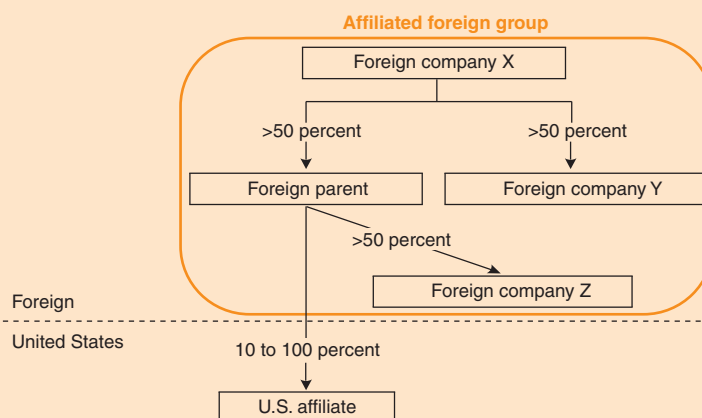 Affiliated foreign group
Foreign company X
>50 percent
>50 percent
Foreign parent
Foreign company Y
>50 percent
Foreign company Z
Foreign
United States
10 to 100 percent
U.S. affiliate